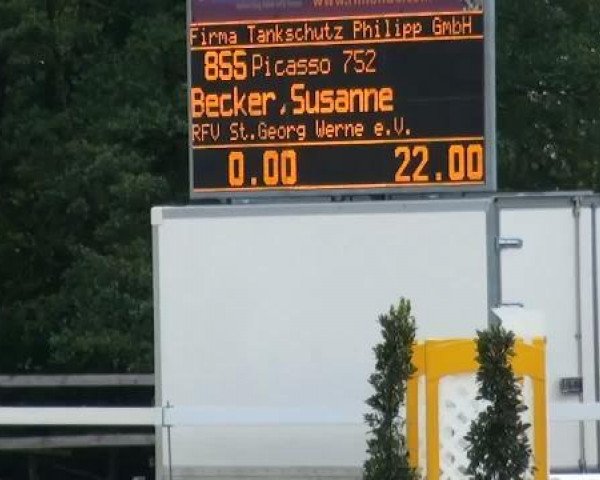 Firma Tankschutz Philipp GmbH
855 Picasso 752
Becker, Susanne
RFV St.Georg Werne e.V.
0.00 22.00